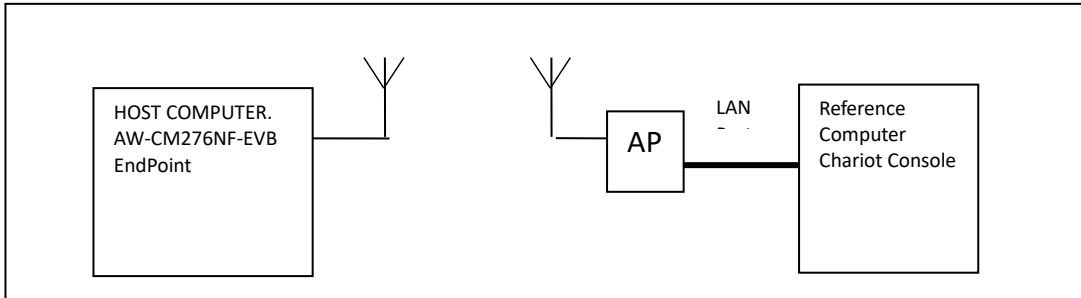 HOST COMPUTER.
AW-CM276NF-EVB
EndPoint
AP
LAN
Reference
Computer
Chariot Console